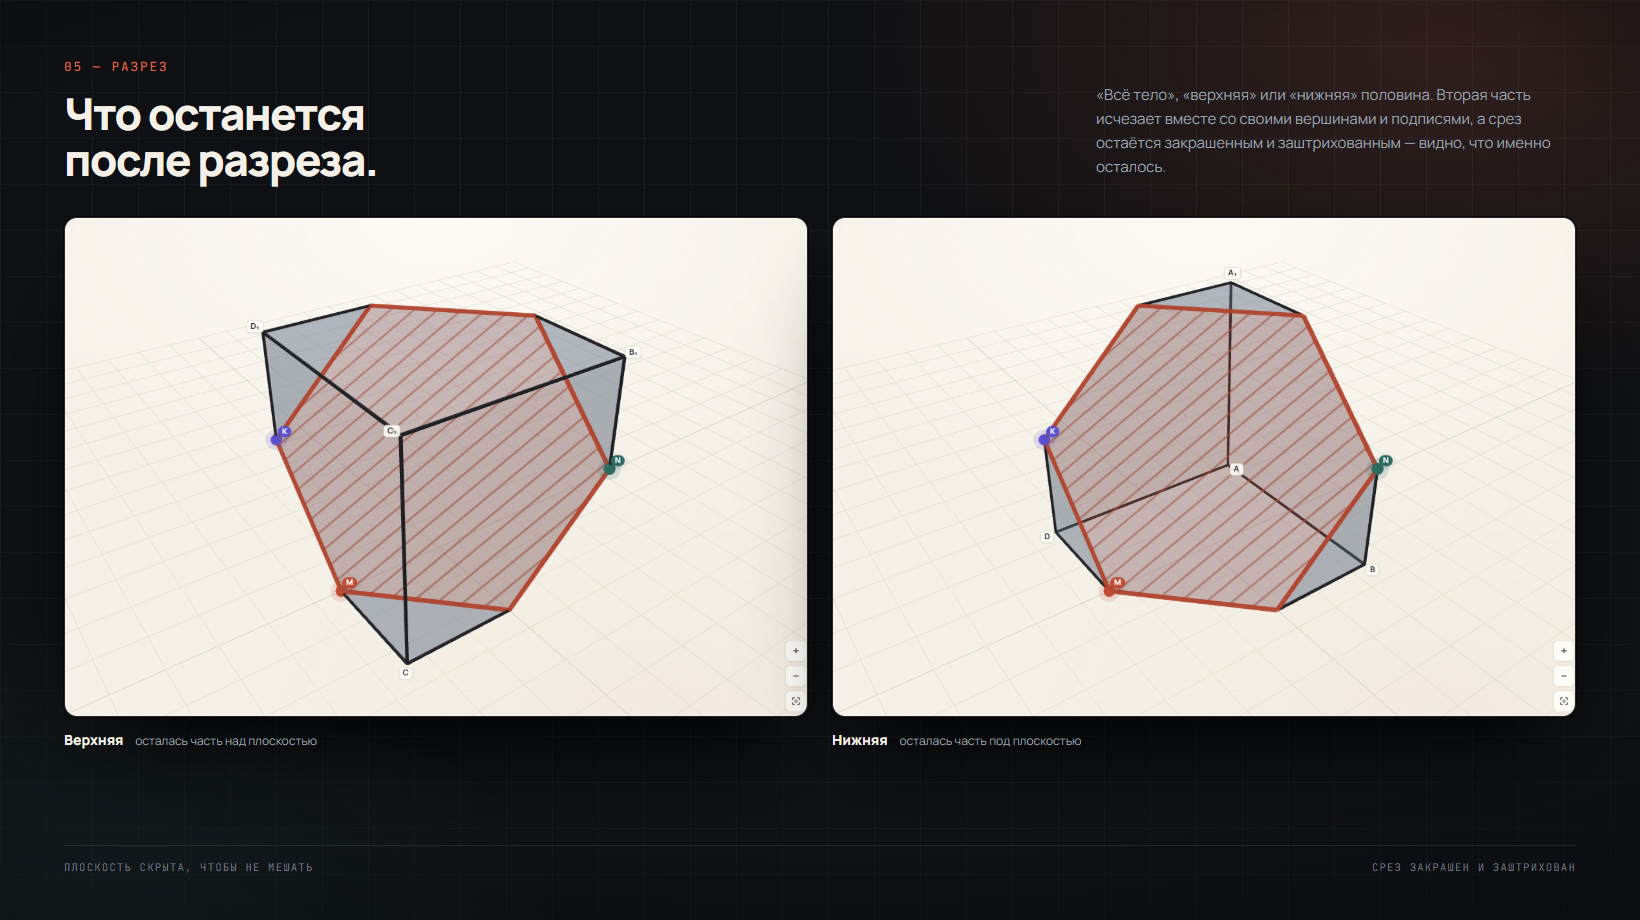 05 — РАЗРЕЗ
Что останется
после разреза.
«Всё тело», «верхняя» или «нижняя» половина. Вторая часть
исчезает вместе со своими вершинами и подписями, а срез
остаётся закрашенным и заштрихованным — видно, что именно
осталось.
D₁
B₁
K
C₁
N
M
C
+
−
A₁
K
N
A
D
B
M
+
−
Верхняя осталась часть над плоскостью
Нижняя осталась часть под плоскостью
ПЛОСКОСТЬ СКРЫТА, ЧТОБЫ НЕ МЕШАТЬ
СРЕЗ ЗАКРАШЕН И ЗАШТРИХОВАН